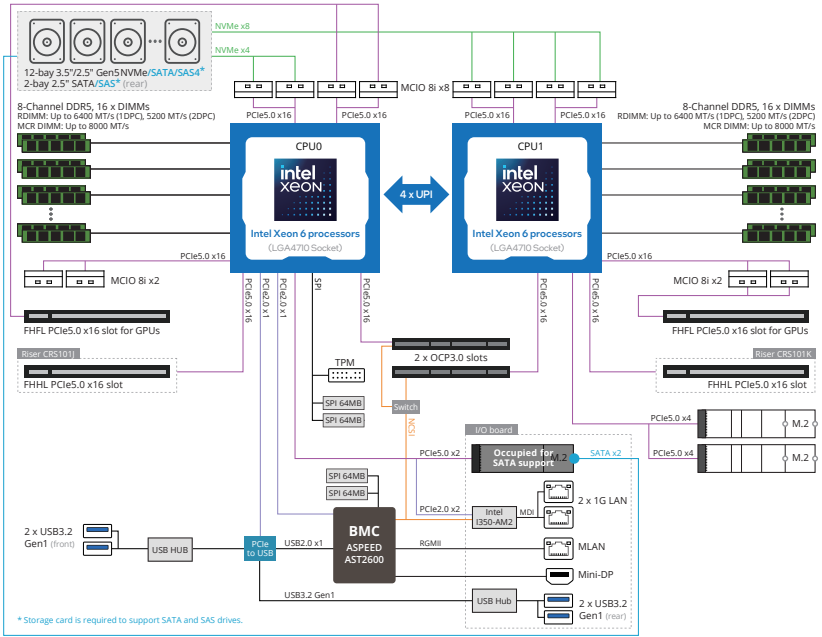 NVMe x8
NVMe x4
12-bay 3.5"/2.5" Gen5NVMe/SATA/SAS4*
2-bay 2.5" SATA/SAS* (rear)
MCIO 8i x8
PCIe5.0 x16
PCIe5.0 x16
PCIe5.0 x16
PCIe5.0 x16
8-Channel DDR5, 16 x DIMMs
RDIMM: Up to 6400 MT/s (1DPC), 5200 MT/s (2DPC)
MCR DIMM: Up to 8000 MT/s
8-Channel DDR5, 16 x DIMMs
RDIMM: Up to 6400 MT/s (1DPC), 5200 MT/s (2DPC)
MCR DIMM: Up to 8000 MT/s
CPU0
intel
xeon
Intel Xeon 6 processors
(LGA4710 Socket)
4 x UPI
CPU1
intel
xeon
Intel Xeon 6 processors
(LGA4710 Socket)
PCIe5.0 x16
PCIe5.0 x16
MCIO 8i x2
MCIO 8i x2
PCIe5.0 x16
PCIe2.0 x1
PCIe2.0 x1
SPI
PCIe5.0 x16
PCIe5.0 x16
PCIe5.0 x16
FHFL PCIe5.0 x16 slot for GPUs
FHFL PCIe5.0 x16 slot for GPUs
Riser CRS101J
FHHL PCIe5.0 x16 slot
Riser CRS101K
FHHL PCIe5.0 x16 slot
2 x OCP3.0 slots
TPM
SPI 64MB
SPI 64MB
Switch
NCSI
I/O board
PCIe5.0 x4
M.2
PCIe5.0 x4
M.2
PCIe5.0 x2
Occupied for
SATA support
M.2
SATA x2
SPI 64MB
SPI 64MB
PCIe2.0 x2
Intel
I350-AM2
MDI
2 x 1G LAN
BMC
ASPEED
AST2600
2 x USB3.2
Gen1 (front)
USB HUB
PCIe
to USB
USB2.0 x1
RGMII
MLAN
Mini-DP
USB3.2 Gen1
USB Hub
2 x USB3.2
Gen1 (rear)
* Storage card is required to support SATA and SAS drives.